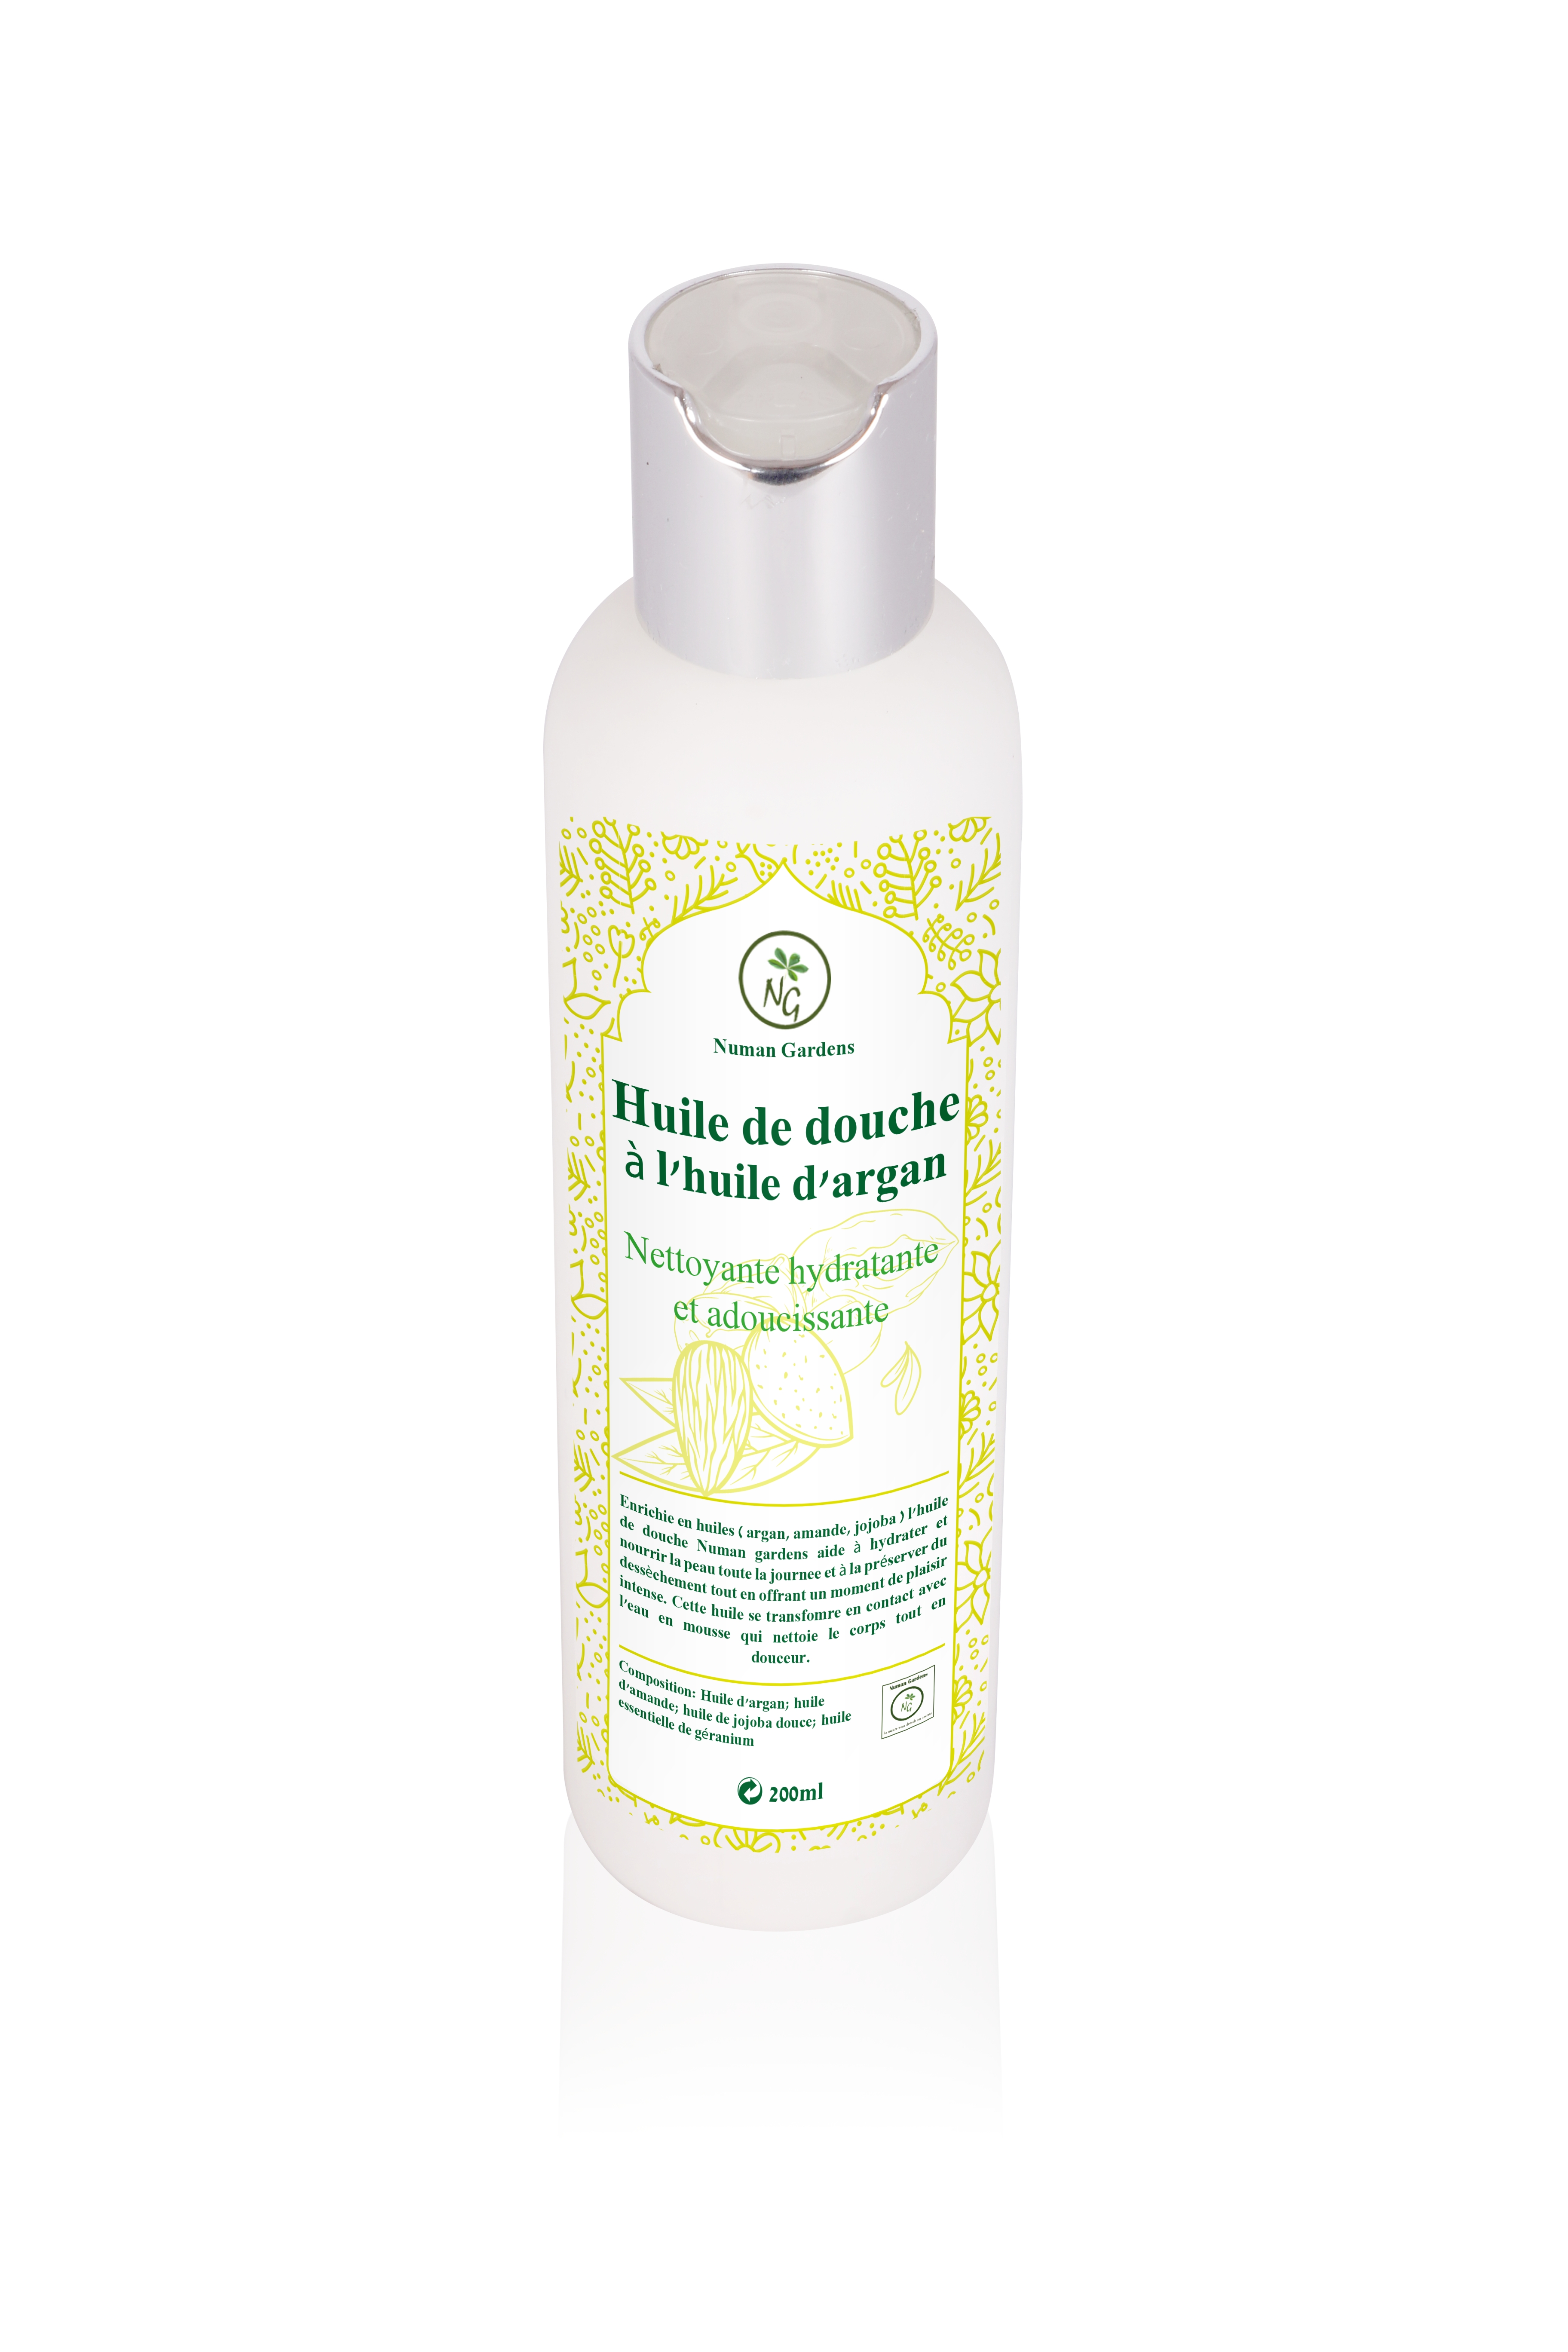 NG
Numan Gardens
Huile de douche
à l'huile d'argan
Nettoyante hydratante
et adoucissante
Enrichie en huiles ( argan, amande, jojoba ) l'huile
de douche Numan gardens aide à hydrater et
nourrir la peau toute la journee et à la préserver du
dessèchement tout en offrant un moment de plaisir
intense. Cette huile se transfomre en contact avec
l'eau en mousse qui nettoie le corps tout en
douceur.
Composition: Huile d'argan; huile
d'amande; huile de jojoba douce; huile
essentielle de géranium
Numan Gardens
NG
200ml